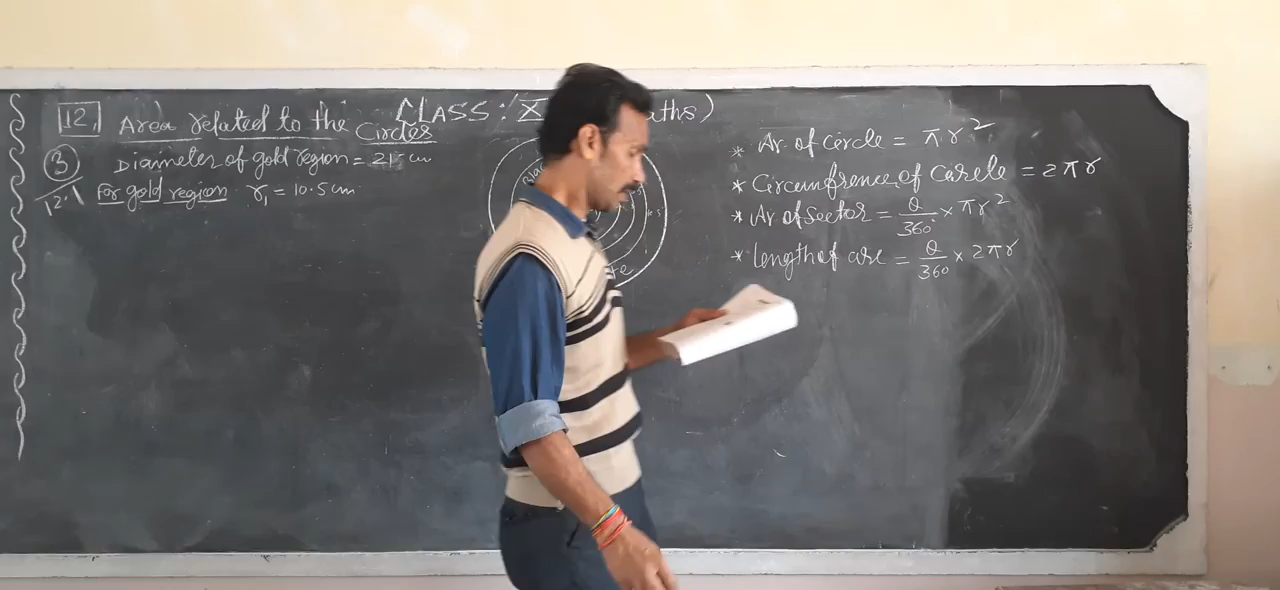 CLASS : X aths)
12. Area related to the Circles
3
12.1
Diameter of gold region = 21 cm
For gold region r₁ = 10.5 cm
* Ar. of circle = πr²
* Circumfrence of carcle = 2πr
* Ar of sector = θ/360° × πr²
* length of arc = θ/360 × 2πr